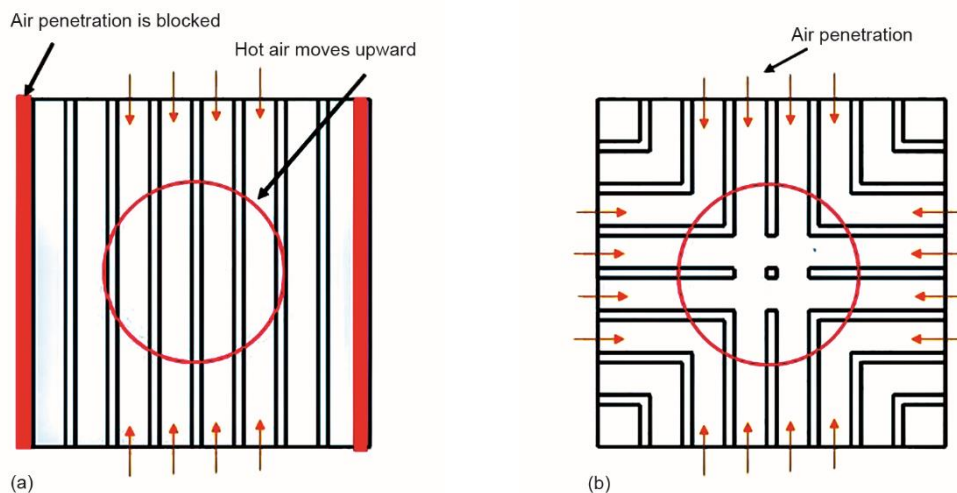 Air penetration is blocked
Hot air moves upward
Air penetration
(a)
(b)